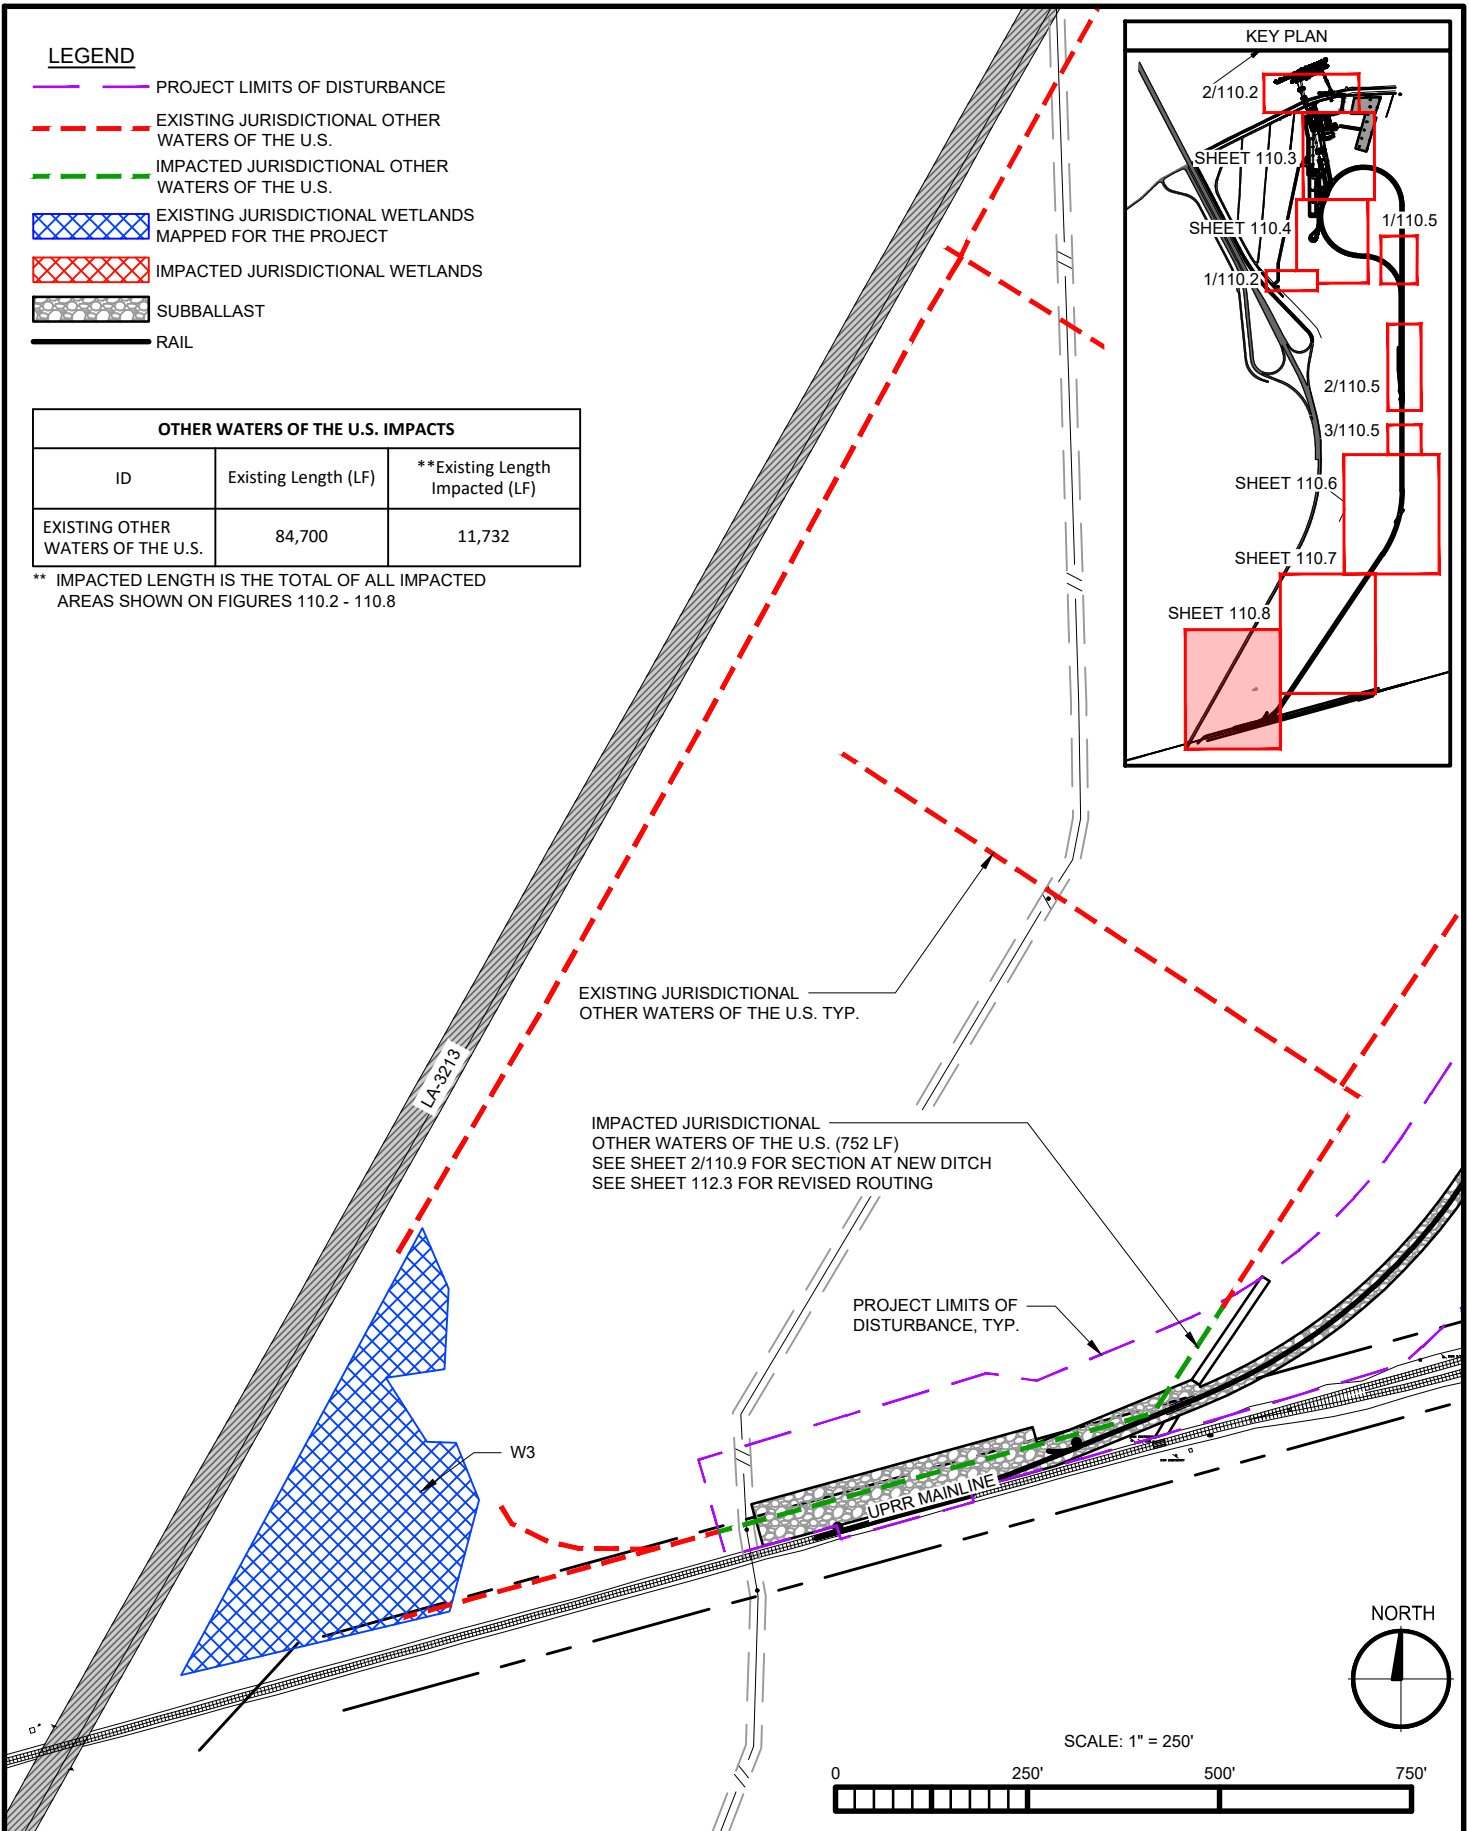 LEGEND
PROJECT LIMITS OF DISTURBANCE
EXISTING JURISDICTIONAL OTHER
WATERS OF THE U.S.
IMPACTED JURISDICTIONAL OTHER
WATERS OF THE U.S.
EXISTING JURISDICTIONAL WETLANDS
MAPPED FOR THE PROJECT
IMPACTED JURISDICTIONAL WETLANDS
SUBBALLAST
RAIL
OTHER WATERS OF THE U.S. IMPACTS
ID
Existing Length (LF)
**Existing Length
Impacted (LF)
EXISTING OTHER
WATERS OF THE U.S.
84,700
11,732
** IMPACTED LENGTH IS THE TOTAL OF ALL IMPACTED
AREAS SHOWN ON FIGURES 110.2 - 110.8
KEY PLAN
2/110.2
SHEET 110.3
SHEET 110.4
1/110.5
1/110.2
2/110.5
3/110.5
SHEET 110.6
SHEET 110.7
SHEET 110.8
EXISTING JURISDICTIONAL
OTHER WATERS OF THE U.S. TYP.
LA-3213
IMPACTED JURISDICTIONAL
OTHER WATERS OF THE U.S. (752 LF)
SEE SHEET 2/110.9 FOR SECTION AT NEW DITCH
SEE SHEET 112.3 FOR REVISED ROUTING
PROJECT LIMITS OF
DISTURBANCE, TYP.
W3
UPRR MAINLINE
NORTH
SCALE: 1" = 250'
0
250'
500'
750'